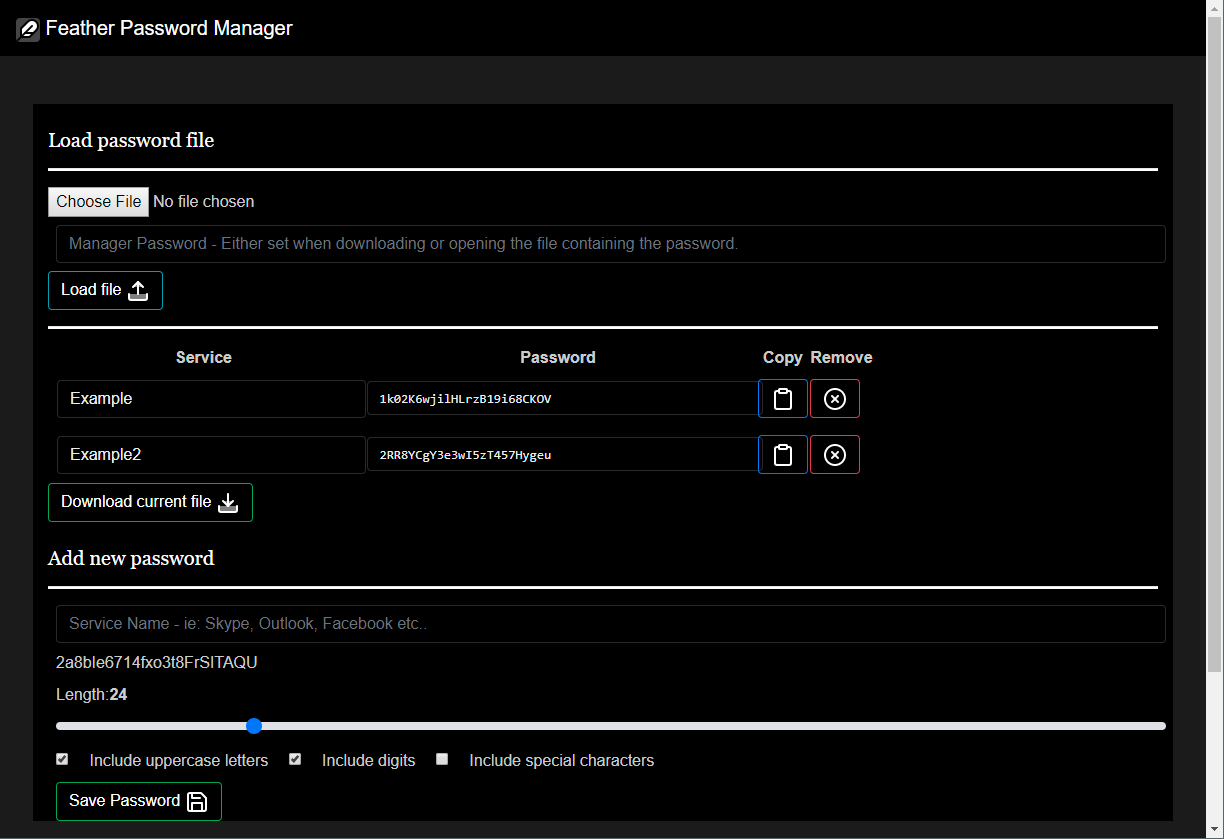 Feather Password Manager
Load password file
Choose File No file chosen
Manager Password - Either set when downloading or opening the file containing the password.
Load file
Service Password Copy Remove
Example 1k02K6wjilHLrzB19i68CKOV
Example2 2RR8YCgY3e3wI5zT457Hygeu
Download current file
Add new password
Service Name - ie: Skype, Outlook, Facebook etc..
2a8ble6714fxo3t8FrSITAQU
Length:24
Include uppercase letters Include digits Include special characters
Save Password